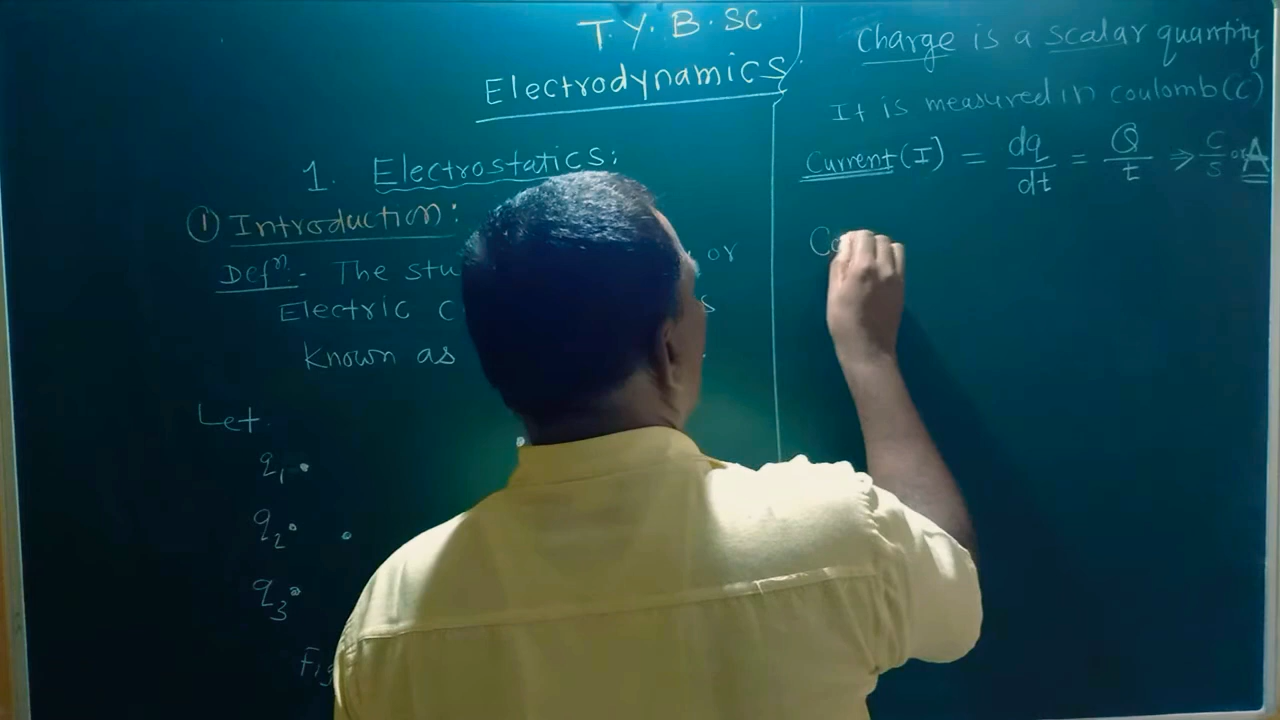 T.Y.B.SC
Electrodynamics
1. Electrostatics:
① Introduction:
Defⁿ:- The or
Electric
Known as
Let
q₁
q₂
q₃
Charge is a scalar quantity
It is measured in coulomb(C)
Current(I) = dq/dt = Q/t ⇒ C/s or A